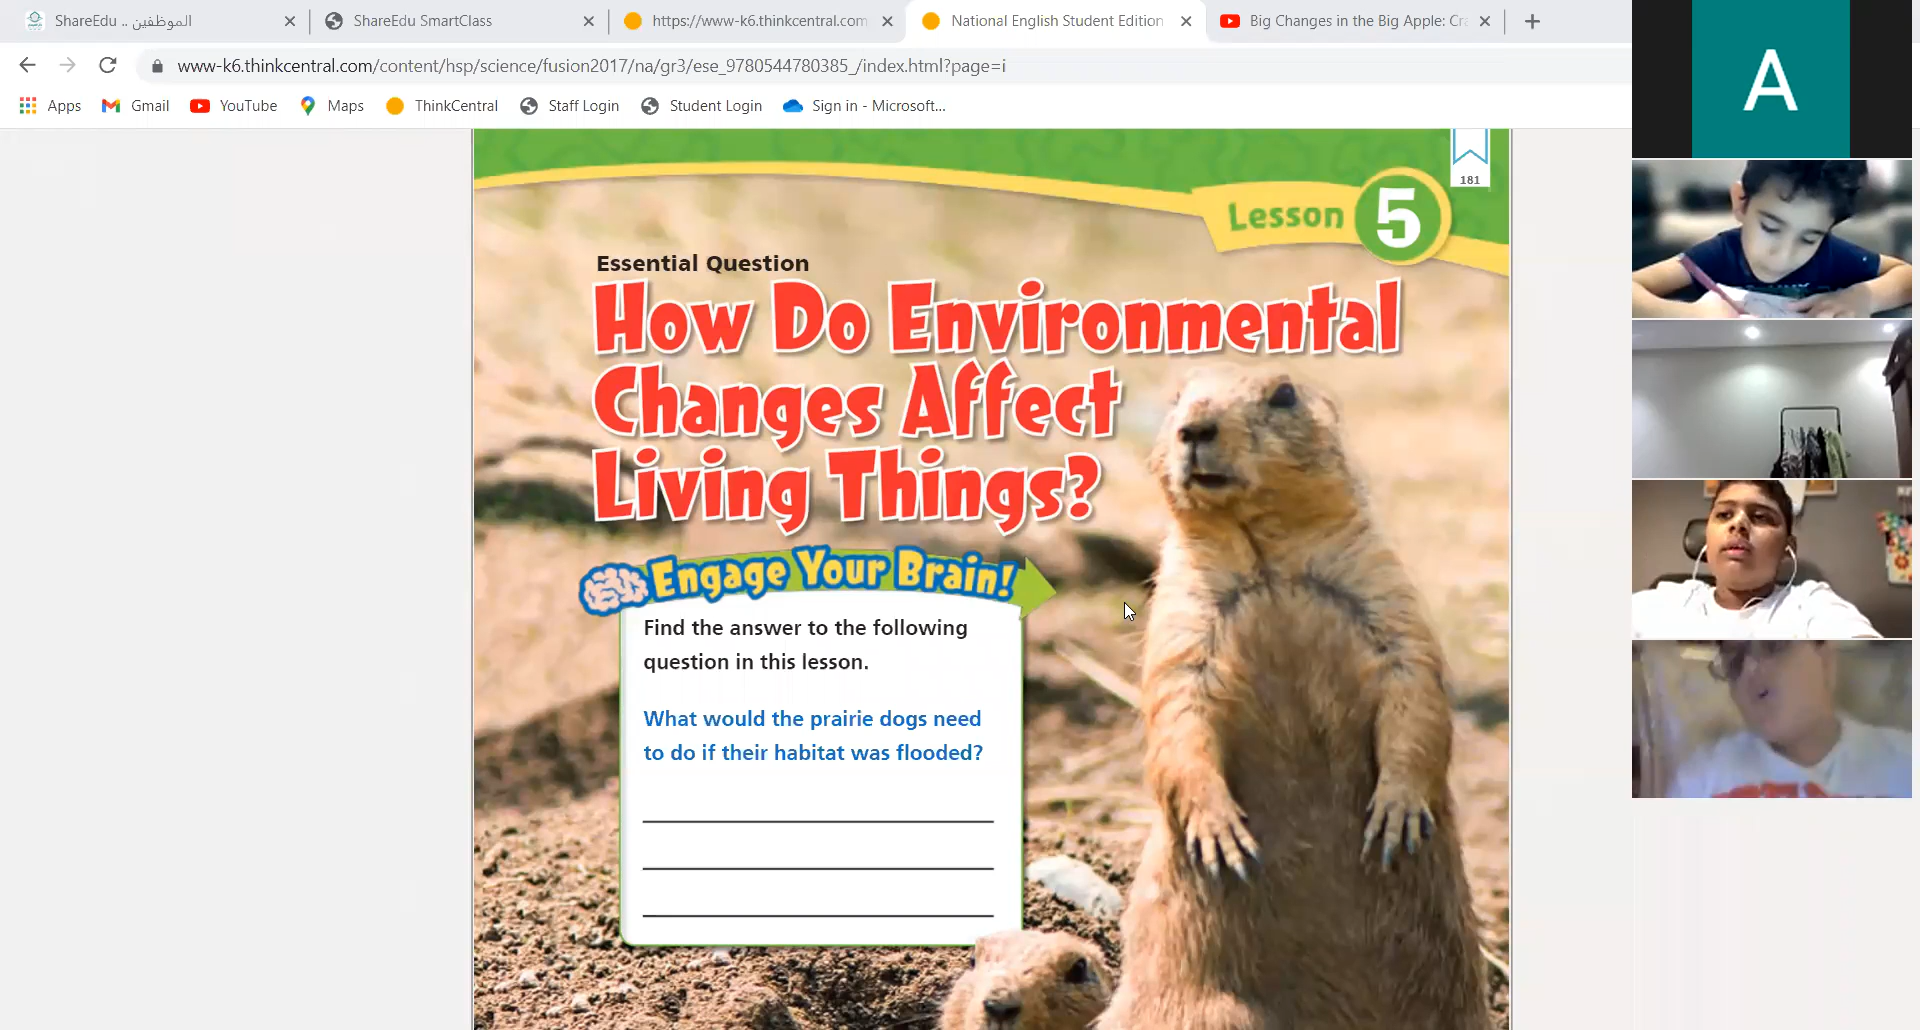 ShareEdu .. الموظفين
ShareEdu SmartClass
https://www-k6.thinkcentral.com
National English Student Edition
Big Changes in the Big Apple: Cra
www-k6.thinkcentral.com/content/hsp/science/fusion2017/na/gr3/ese_9780544780385_/index.html?page=i
Apps
Gmail
YouTube
Maps
ThinkCentral
Staff Login
Student Login
Sign in - Microsoft...
A
181
Lesson 5
Essential Question
How Do Environmental
Changes Affect
Living Things?
Engage Your Brain!
Find the answer to the following
question in this lesson.
What would the prairie dogs need
to do if their habitat was flooded?